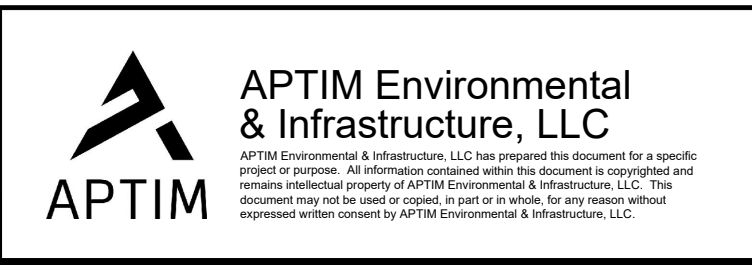 APTIM
APTIM Environmental
& Infrastructure, LLC
APTIM Environmental & Infrastructure, LLC has prepared this document for a specific
project or purpose.  All information contained within this document is copyrighted and
remains intellectual property of APTIM Environmental & Infrastructure, LLC.  This
document may not be used or copied, in part or in whole, for any reason without
expressed written consent by APTIM Environmental & Infrastructure, LLC.